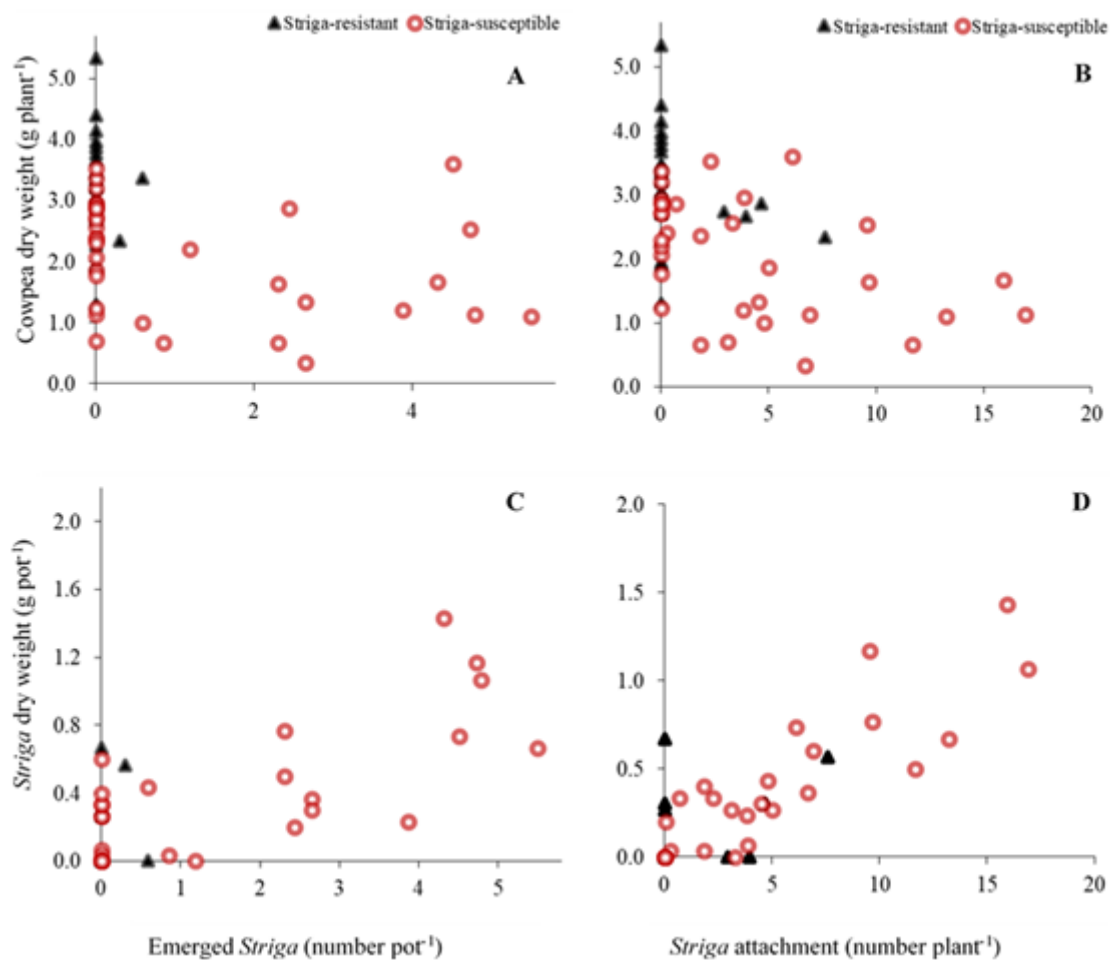 ▲Striga-resistant ○Striga-susceptible
▲Striga-resistant ○Striga-susceptible
A
B
Cowpea dry weight (g plant⁻¹)
5.0
4.0
3.0
2.0
1.0
0.0
0 2 4
5.0
4.0
3.0
2.0
1.0
0.0
0 5 10 15 20
C
D
Striga dry weight (g pot⁻¹)
2.0
1.6
1.2
0.8
0.4
0.0
0 1 2 3 4 5
2.0
1.5
1.0
0.5
0.0
0 5 10 15 20
Emerged Striga (number pot⁻¹)
Striga attachment (number plant⁻¹)